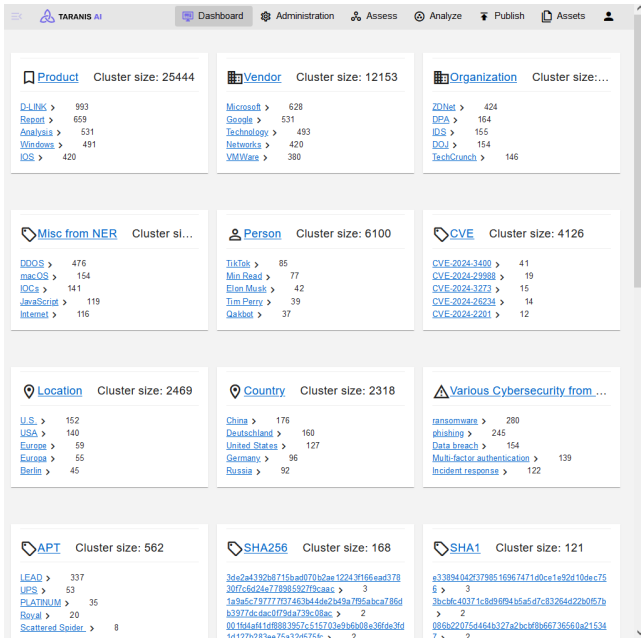 TARANIS AI
Dashboard Administration Assess Analyze Publish Assets
Product Cluster size: 25444
D-LINK > 993
Report > 659
Analysis > 531
Windows > 491
IOS > 420
Vendor Cluster size: 12153
Microsoft > 628
Google > 531
Technology > 493
Networks > 420
VMWare > 380
Organization Cluster size:...
ZDNet > 424
DPA > 164
IDS > 155
DOJ > 154
TechCrunch > 146
Misc from NER Cluster si...
DDOS > 476
macOS > 154
IOCs > 141
JavaScript > 119
Internet > 116
Person Cluster size: 6100
TikTok > 85
Min Read > 77
Elon Musk > 42
Tim Perry > 39
Qakbot > 37
CVE Cluster size: 4126
CVE-2024-3400 > 41
CVE-2024-29988 > 19
CVE-2024-3273 > 15
CVE-2024-26234 > 14
CVE-2024-2201 > 12
Location Cluster size: 2469
U.S. > 152
USA > 140
Europe > 59
Europa > 55
Berlin > 45
Country Cluster size: 2318
China > 176
Deutschland > 160
United States > 127
Germany > 96
Russia > 92
Various Cybersecurity from ...
ransomware > 280
phishing > 245
Data breach > 154
Multi-factor authentication > 139
Incident response > 122
APT Cluster size: 562
LEAD > 337
UPS > 53
PLATINUM > 35
Royal > 20
Scattered Spider > 8
SHA256 Cluster size: 168
3de2a4392b8715bad070b2ae12243f166ead378
30f7c6d24e778985927f9caac > 3
1a9a5c797777f37463b44de2b49a7f95abca786d
b3977dcdac0f79da739c08ac > 2
001fd4af41df8883957c515703e9b6b08e36fde3fd
SHA1 Cluster size: 121
e33894042f3798516967471d0ce1e92d10dec75
6 > 3
3bcbfc40371c8d96f94b5a5d7c83264d22b0f57b
> 2
086b22075d464b327a2bcbf8b66736560a21534
7 > 2